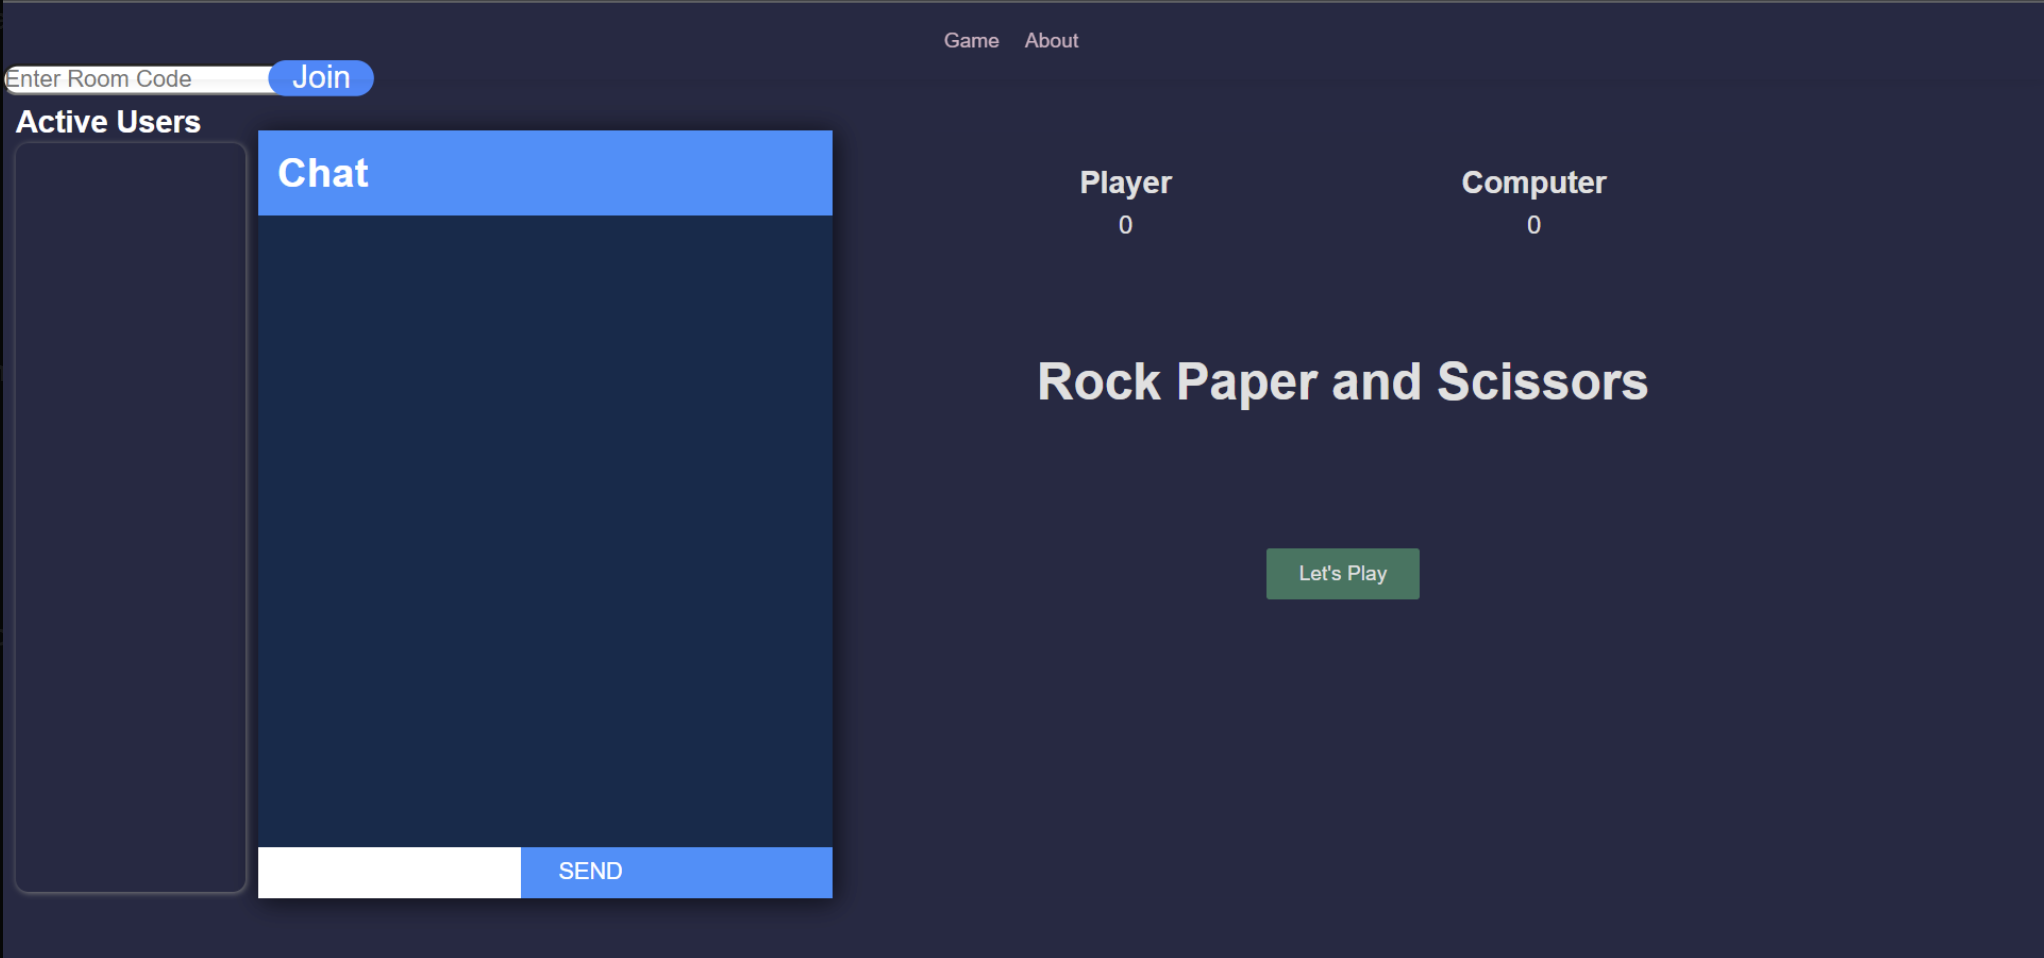 Game About
Enter Room Code Join
Active Users
Chat
Player Computer
0 0
Rock Paper and Scissors
Let's Play
SEND